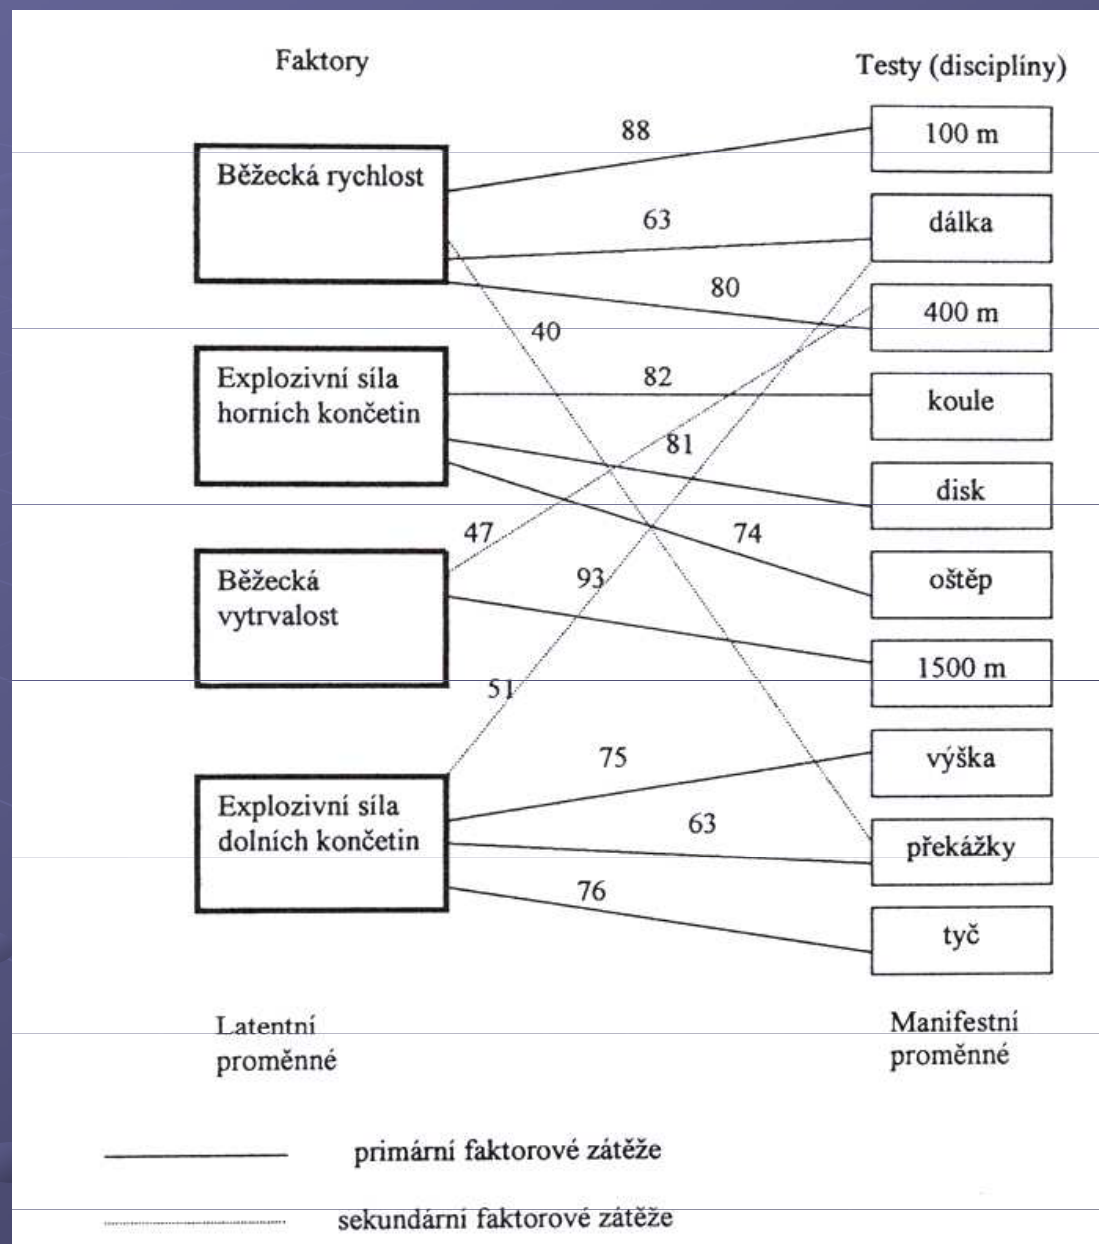 Faktory
Testy (disciplíny)
88
100 m
Běžecká rychlost
63
dálka
80
400 m
40
Explozivní síla
horních končetin
82
koule
81
disk
47
74
Běžecká
vytrvalost
93
oštěp
1500 m
51
75
výška
Explozivní síla
dolních končetin
63
překážky
76
tyč
Latentní
proměnné
Manifestní
proměnné
primární faktorové zátěže
sekundární faktorové zátěže